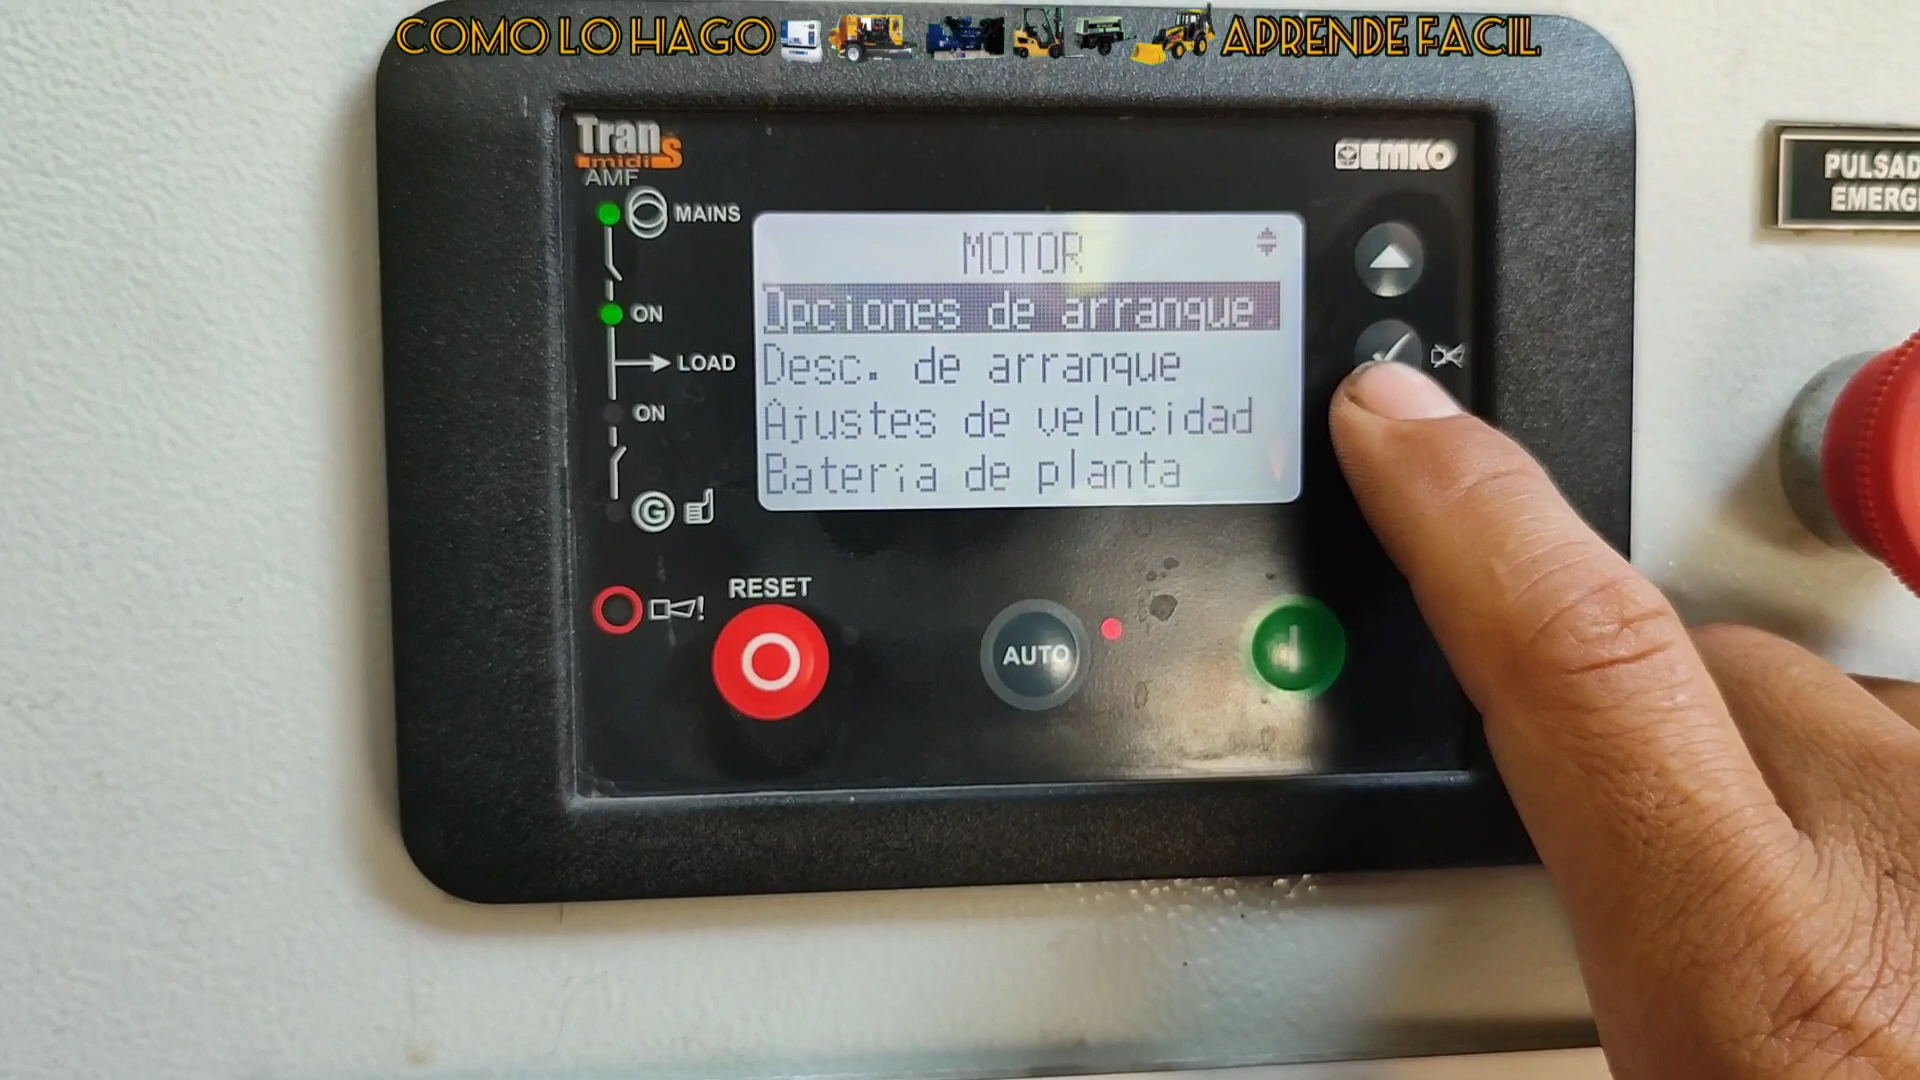 COMO LO HAGO APRENDE FACIL
Trans
midi
AMF
EMKO
MAINS
ON
LOAD
ON
G
MOTOR
Opciones de arranque
Desc. de arranque
Ajustes de velocidad
Batería de planta
RESET
AUTO
I
PULSAD
EMERG